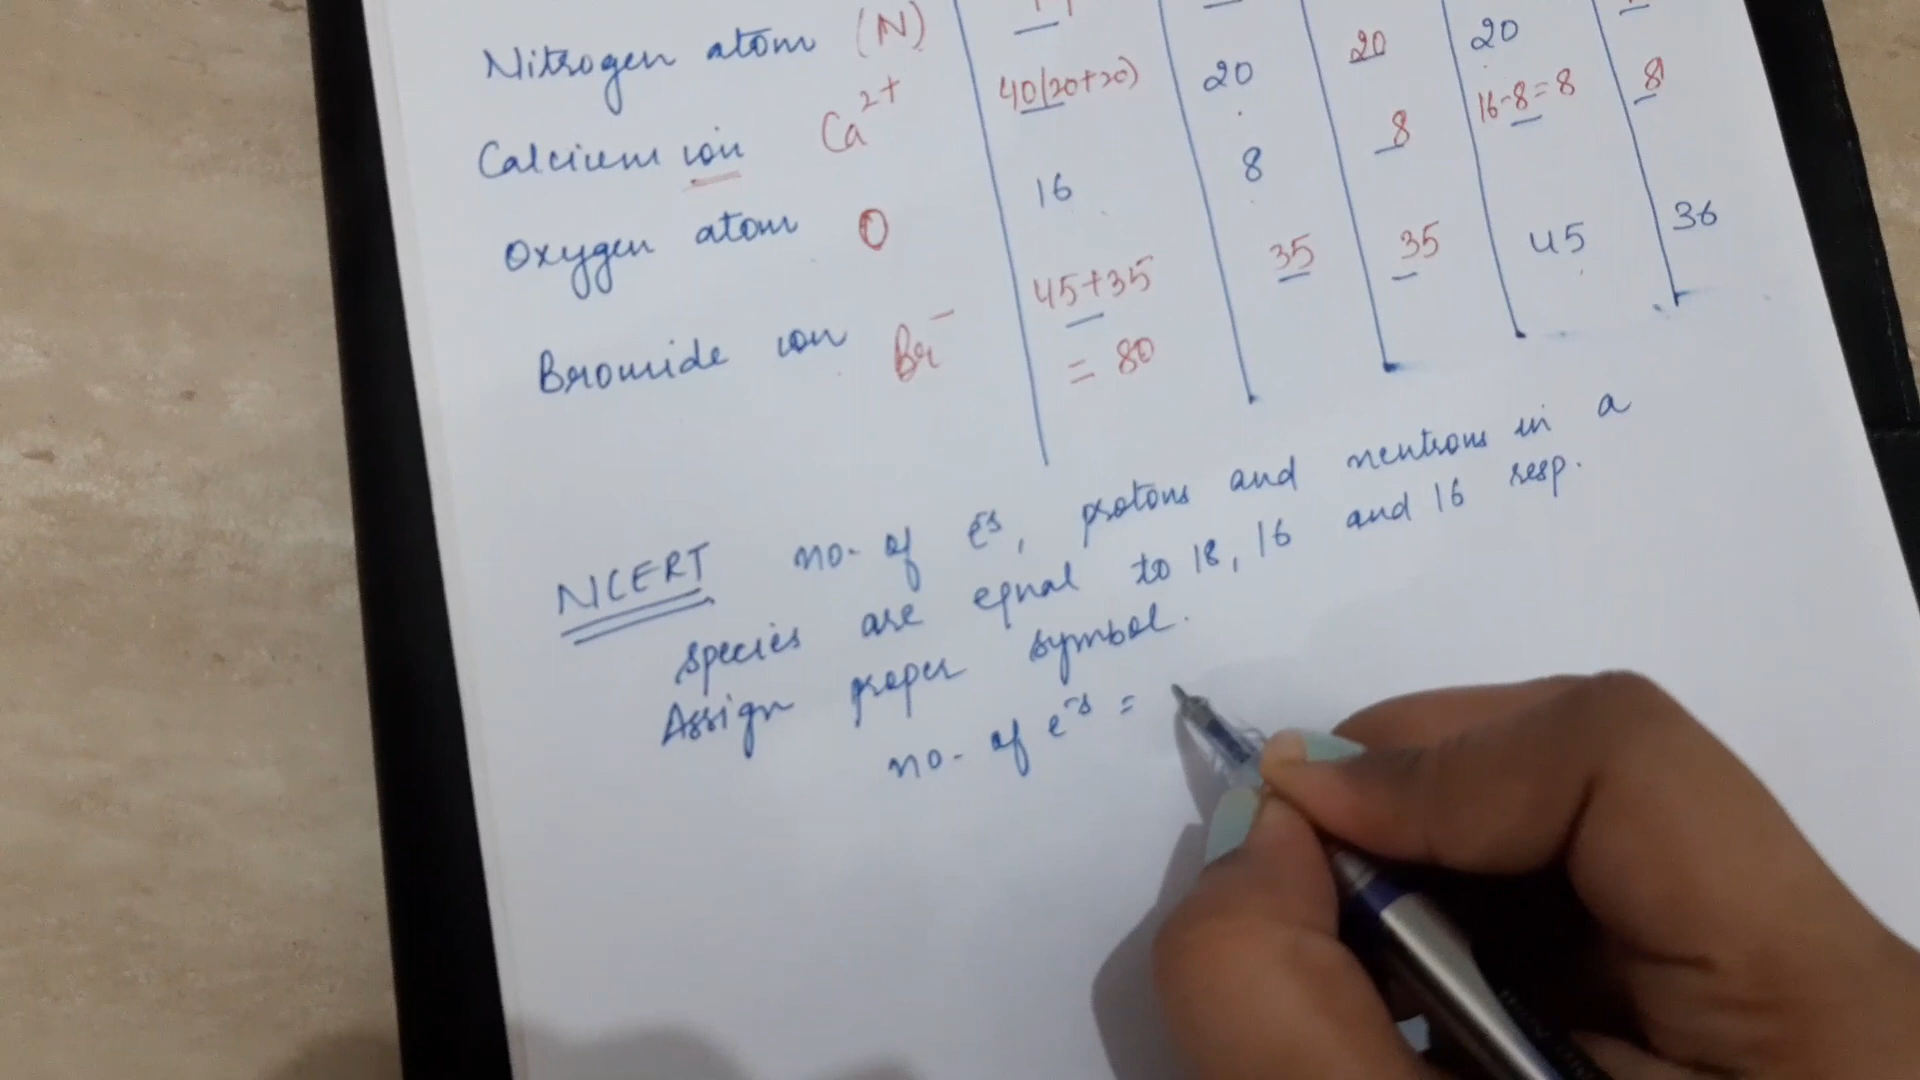 Nitrogen atom (N) 20 20
Calcium ion Ca²⁺ 40(20+20) 20 8 16-8=8 8
Oxygen atom O 16 8
Bromide ion Br⁻ 45+35 35 35 45 36
= 80
NCERT no. of e⁻s, protons and neutrons in a
species are equal to 18, 16 and 16 resp.
Assign proper symbol.
no. of e⁻s =